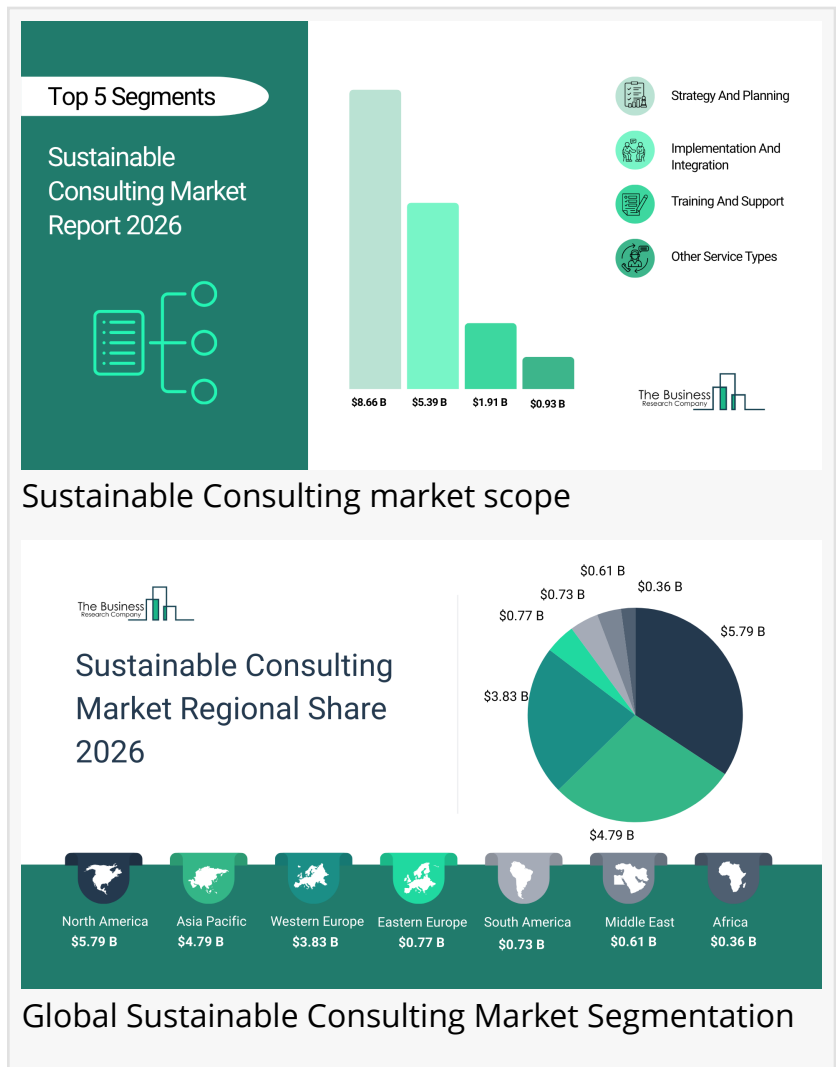 Top 5 Segments
Sustainable
Consulting Market
Report 2026
$8.66 B
$5.39 B
$1.91 B
$0.93 B
Strategy And Planning
Implementation And
Integration
Training And Support
Other Service Types
The Business
Research Company
Sustainable Consulting market scope
The Business
Research Company
Sustainable Consulting
Market Regional Share
2026
$0.61 B
$0.36 B
$0.73 B
$0.77 B
$5.79 B
$3.83 B
$4.79 B
North America
$5.79 B
Asia Pacific
$4.79 B
Western Europe
$3.83 B
Eastern Europe
$0.77 B
South America
$0.73 B
Middle East
$0.61 B
Africa
$0.36 B
Global Sustainable Consulting Market Segmentation